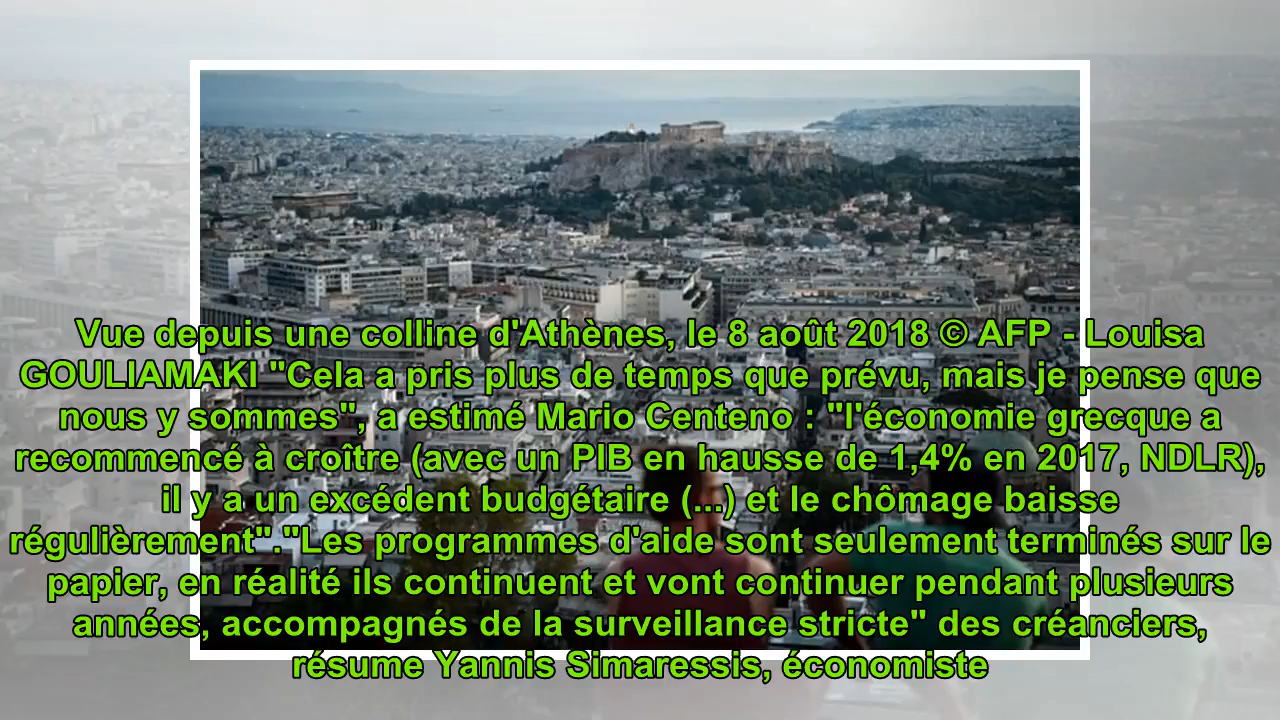 Vue depuis une colline d'Athènes, le 8 août 2018 © AFP - Louisa
GOULIAMAKI "Cela a pris plus de temps que prévu, mais je pense que
nous y sommes", a estimé Mario Centeno : "l'économie grecque a
recommencé à croître (avec un PIB en hausse de 1,4% en 2017, NDLR),
il y a un excédent budgétaire (...) et le chômage baisse
régulièrement"."Les programmes d'aide sont seulement terminés sur le
papier, en réalité ils continuent et vont continuer pendant plusieurs
années, accompagnés de la surveillance stricte" des créanciers,
résume Yannis Simaressis, économiste